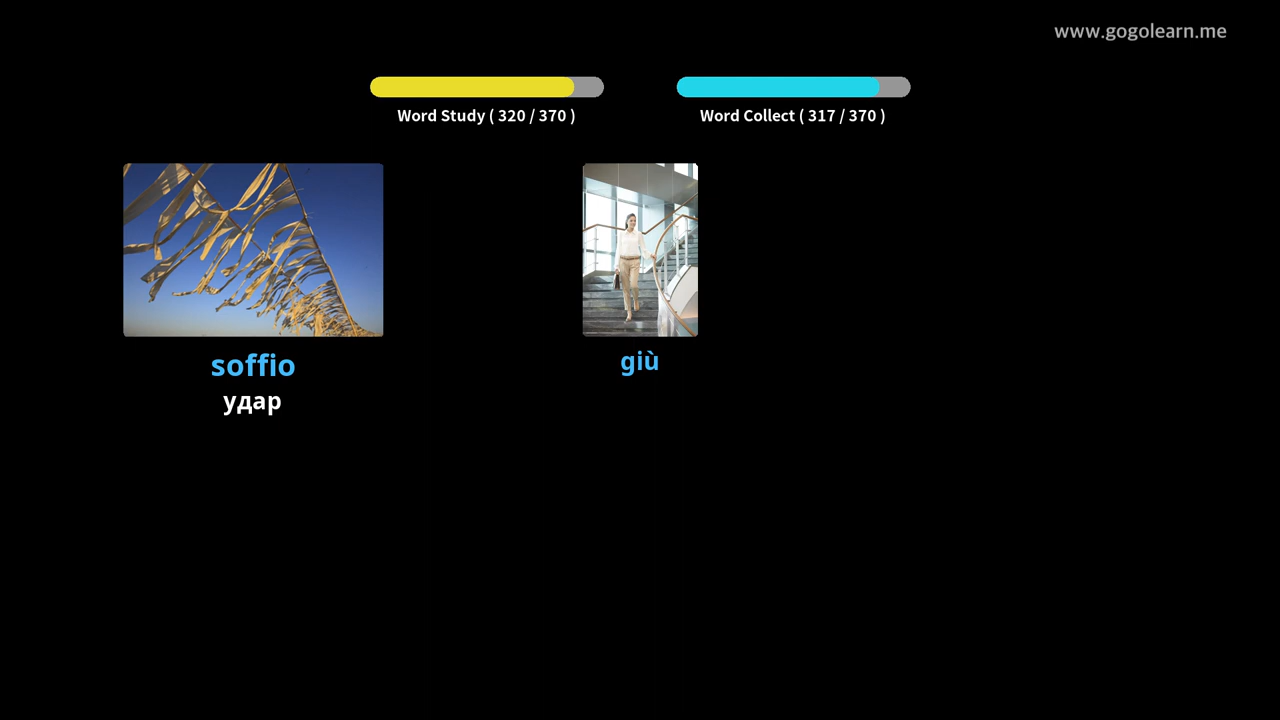 www.gogolearn.me
Word Study ( 320 / 370 )
Word Collect ( 317 / 370 )
soffio
удар
giù